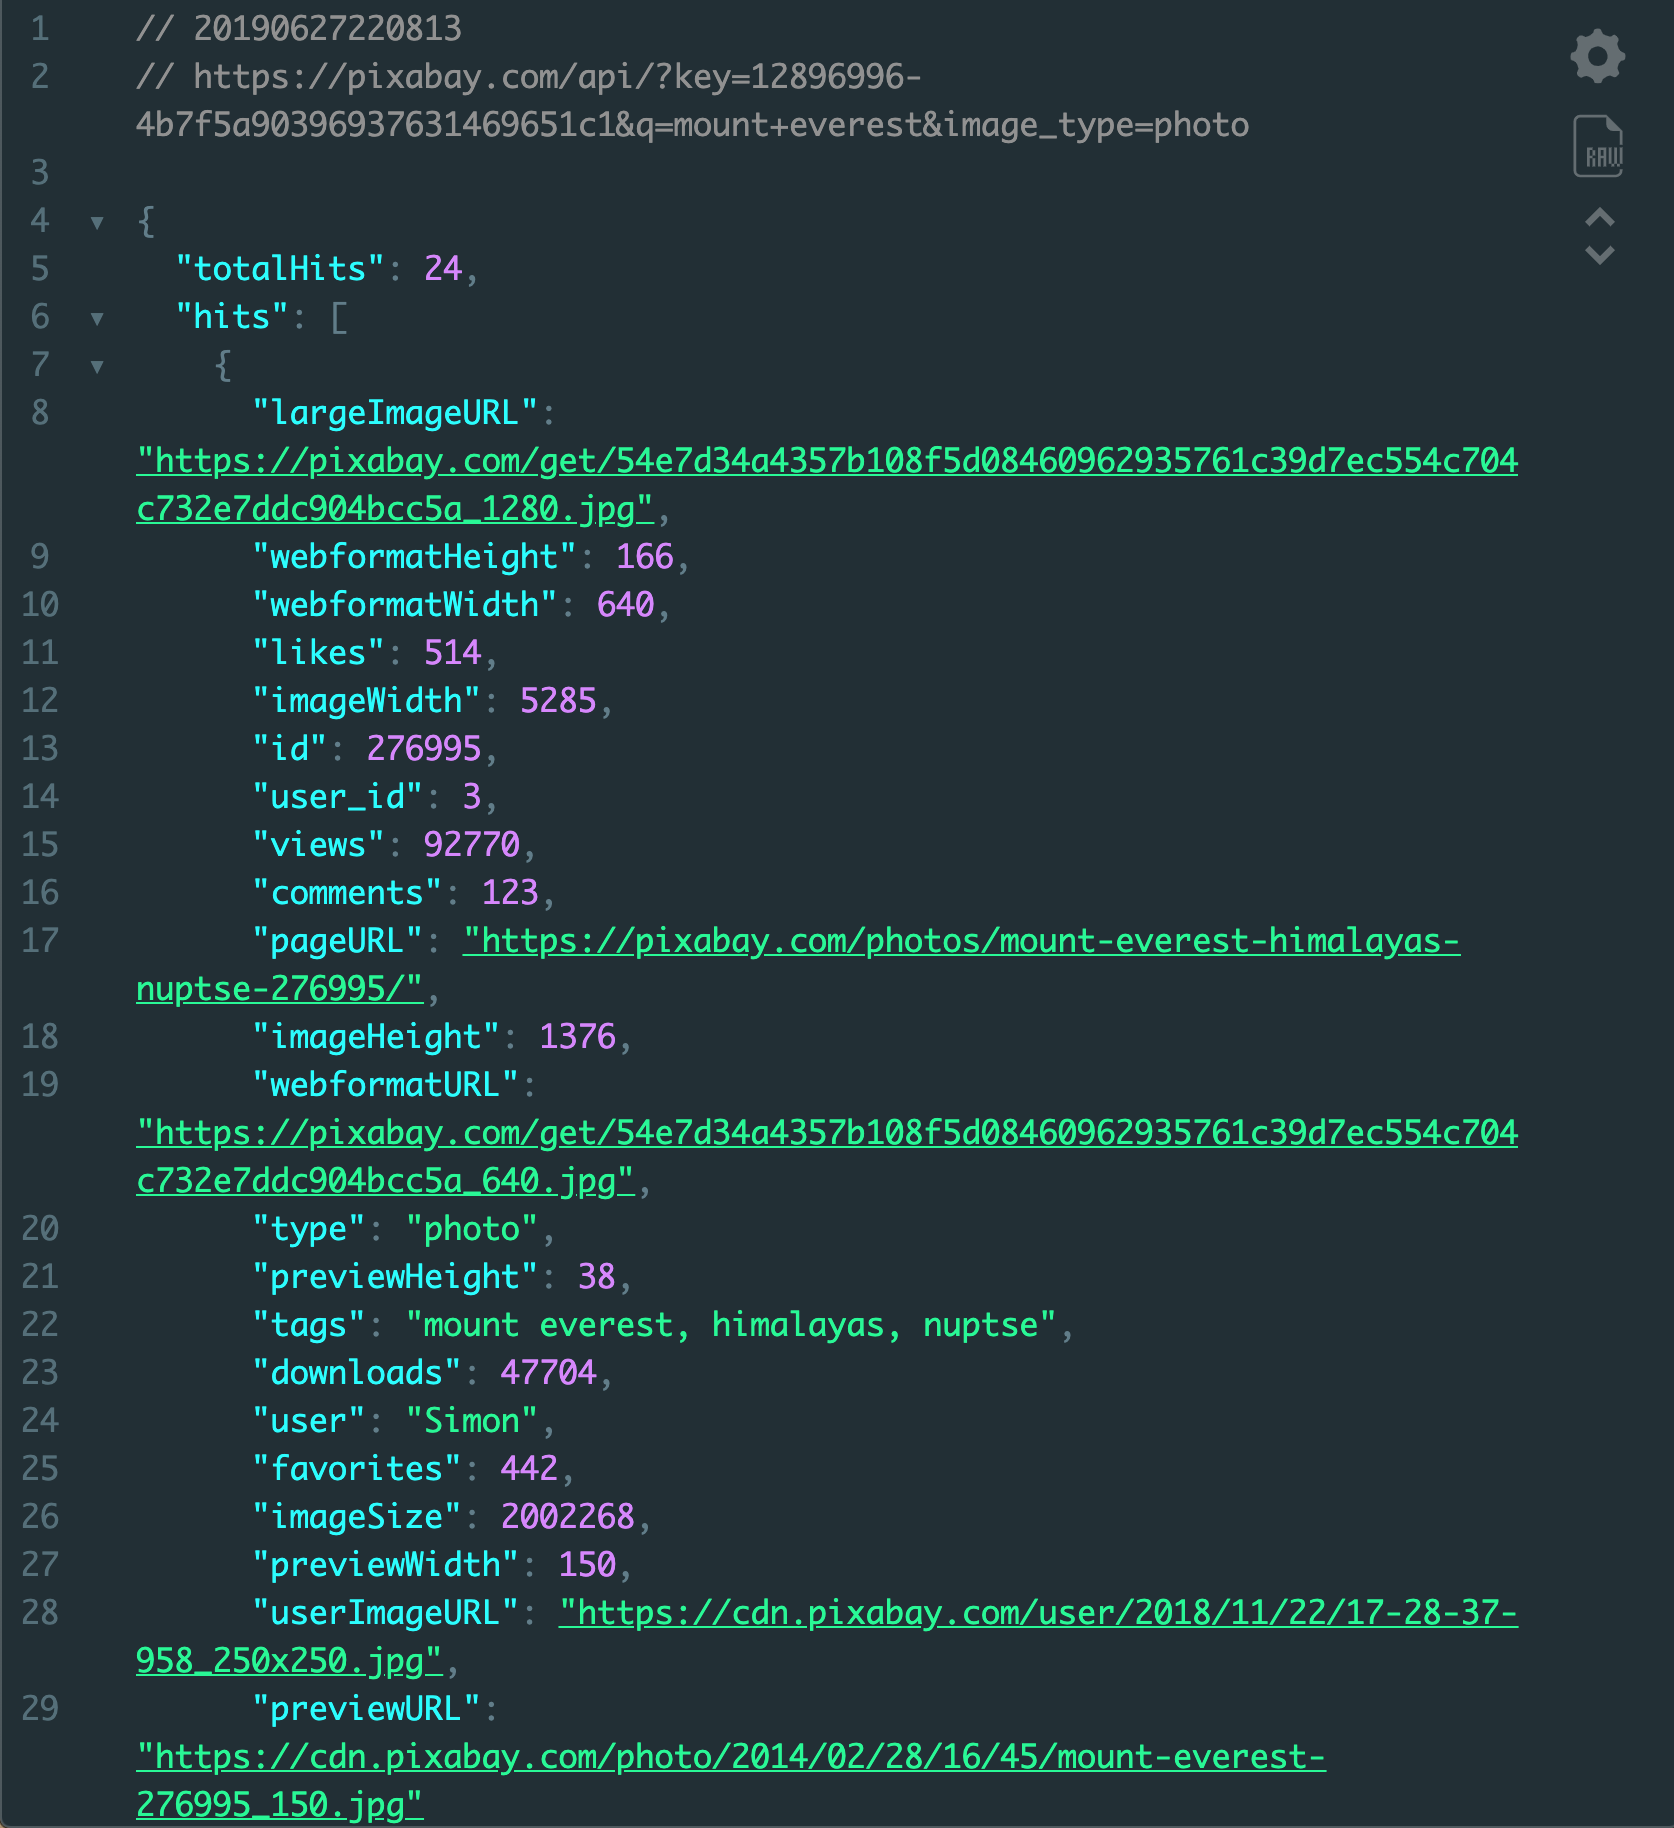 1 // 20190627220813
2 // https://pixabay.com/api/?key=12896996-
4b7f5a90396937631469651c1&q=mount+everest&image_type=photo
3
4 ▼ {
5 "totalHits": 24,
6 ▼ "hits": [
7 ▼ {
8 "largeImageURL":
"https://pixabay.com/get/54e7d34a4357b108f5d08460962935761c39d7ec554c704
c732e7ddc904bcc5a_1280.jpg",
9 "webformatHeight": 166,
10 "webformatWidth": 640,
11 "likes": 514,
12 "imageWidth": 5285,
13 "id": 276995,
14 "user_id": 3,
15 "views": 92770,
16 "comments": 123,
17 "pageURL": "https://pixabay.com/photos/mount-everest-himalayas-
nuptse-276995/",
18 "imageHeight": 1376,
19 "webformatURL":
"https://pixabay.com/get/54e7d34a4357b108f5d08460962935761c39d7ec554c704
c732e7ddc904bcc5a_640.jpg",
20 "type": "photo",
21 "previewHeight": 38,
22 "tags": "mount everest, himalayas, nuptse",
23 "downloads": 47704,
24 "user": "Simon",
25 "favorites": 442,
26 "imageSize": 2002268,
27 "previewWidth": 150,
28 "userImageURL": "https://cdn.pixabay.com/user/2018/11/22/17-28-37-
958_250x250.jpg",
29 "previewURL":
"https://cdn.pixabay.com/photo/2014/02/28/16/45/mount-everest-
276995_150.jpg"
RAW